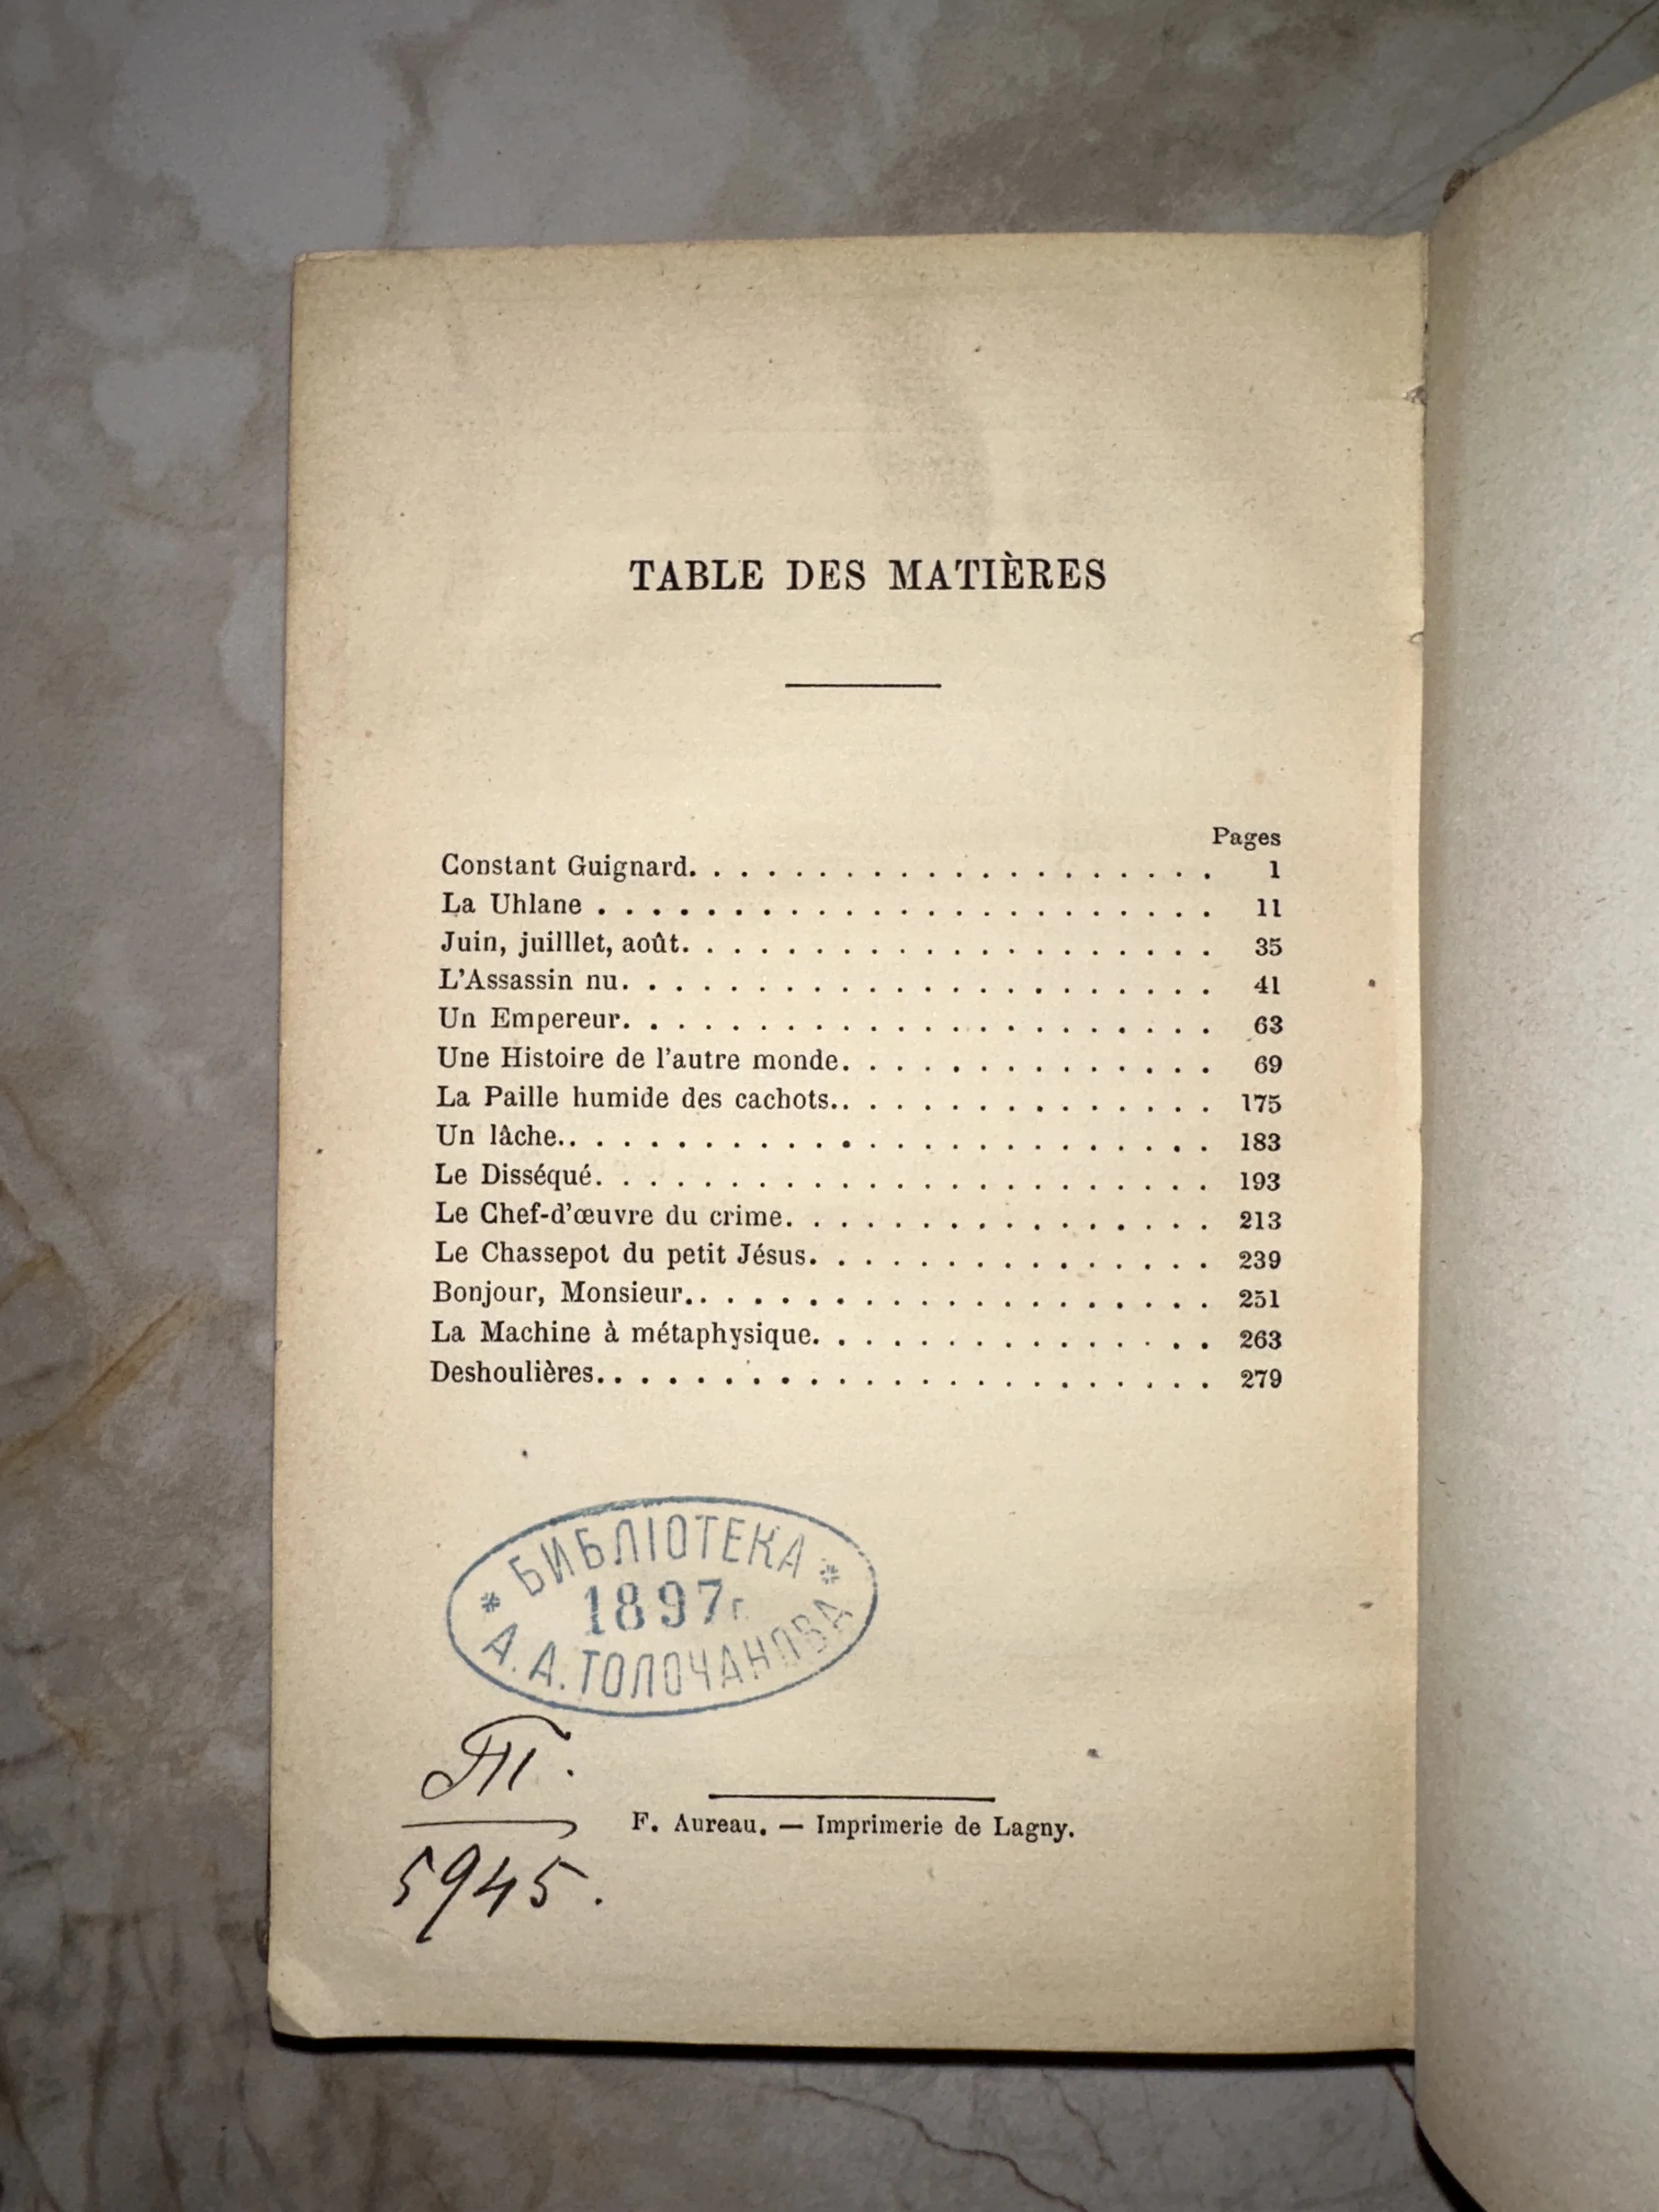 TABLE DES MATIÈRES
Pages
Constant Guignard. . . . . . . . . . . . . . . . . . . . 1
La Uhlane . . . . . . . . . . . . . . . . . . . . . . . 11
Juin, juilllet, août. . . . . . . . . . . . . . . . . . . . 35
L'Assassin nu. . . . . . . . . . . . . . . . . . . . . . 41
Un Empereur. . . . . . . . . . . . . . . . . . . . . . 63
Une Histoire de l'autre monde. . . . . . . . . . . . . . 69
La Paille humide des cachots.. . . . . . . . . . . . . . 175
Un lâche.. . . . . . . . . . . . . . . . . . . . . . . . 183
Le Disséqué. . . . . . . . . . . . . . . . . . . . . . . 193
Le Chef-d'œuvre du crime. . . . . . . . . . . . . . . . 213
Le Chassepot du petit Jésus. . . . . . . . . . . . . . . 239
Bonjour, Monsieur.. . . . . . . . . . . . . . . . . . . 251
La Machine à métaphysique. . . . . . . . . . . . . . . 263
Deshoulières.. . . . . . . . . . . . . . . . . . . . . . 279
* БИБЛІОТЕКА *
1897г.
А. А. ТОЛОЧАНОВА
П.
5945.
F. Aureau. — Imprimerie de Lagny.